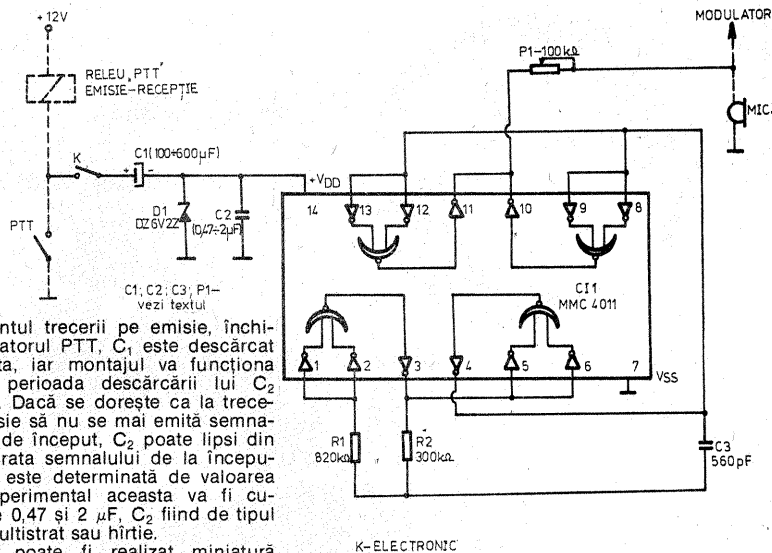 +12V
MODULATOR
P1-100kΩ
RELEU „PTT”
EMISIE-RECEPȚIE
MIC.
K
C1(100÷600µF)
+ -
+VDD
14 13 12 11 10 9 8
D1
DZ6V2Z
C2
(0,47÷2µF)
PTT
CI1
MMC 4011
C1; C2; C3; P1-
vezi textul
1 2 3 4 5 6 7
VSS
ntul trecerii pe emisie, închi-
atorul PTT, C1 este descărcat
ta, iar montajul va funcționa
perioada descărcării lui C2
. Dacă se dorește ca la trece-
sie să nu se mai emită semna-
de început, C2 poate lipsi din
rata semnalului de la începu-
este determinată de valoarea
perimental aceasta va fi cu-
e 0,47 și 2 µF, C2 fiind de tipul
ultistrat sau hîrtie.
poate fi realizat miniatură
R1
820kΩ
R2
300kΩ
C3
560pF
K-ELECTRONIC